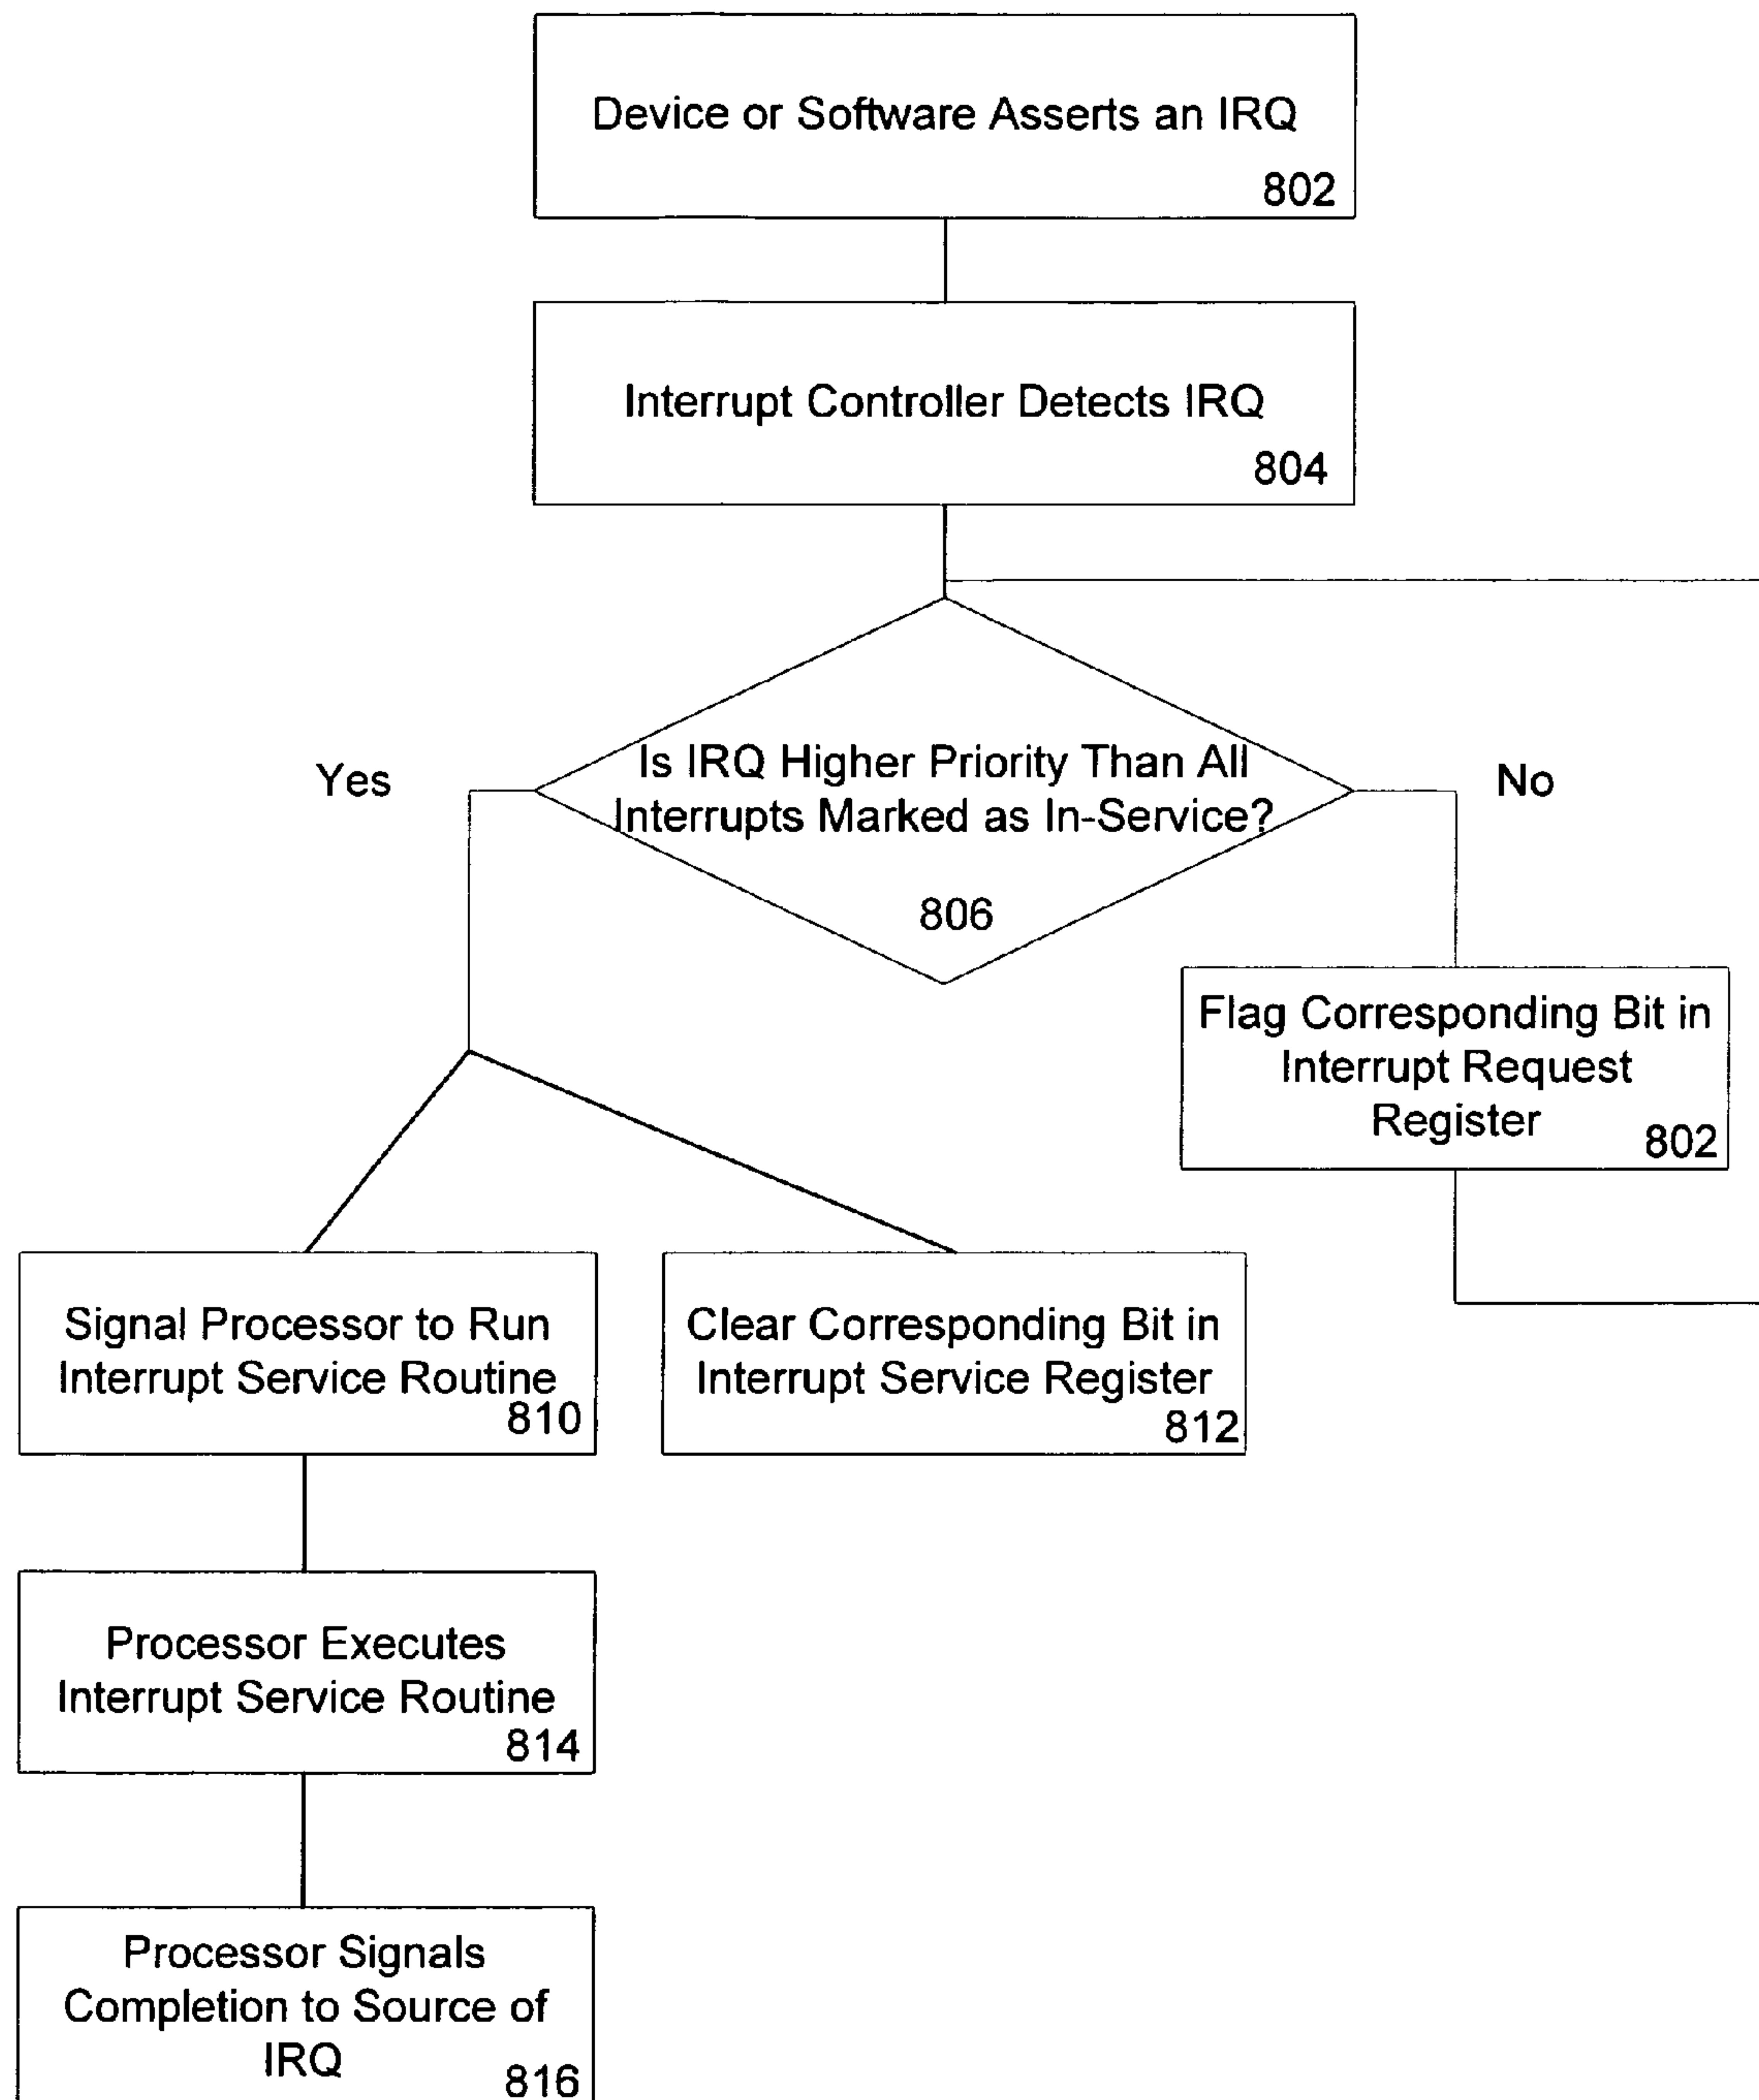 Device or Software Asserts an IRQ
802
Interrupt Controller Detects IRQ
804
Yes
Is IRQ Higher Priority Than All
Interrupts Marked as In-Service?
806
No
Flag Corresponding Bit in
Interrupt Request
Register
802
Signal Processor to Run
Interrupt Service Routine
810
Clear Corresponding Bit in
Interrupt Service Register
812
Processor Executes
Interrupt Service Routine
814
Processor Signals
Completion to Source of
IRQ
816